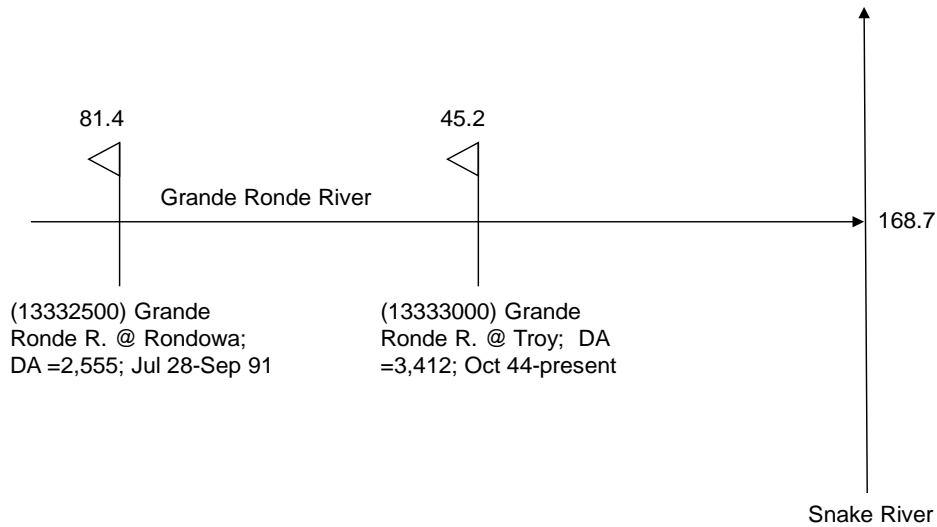 81.4
45.2
Grande Ronde River
168.7
(13332500) Grande
Ronde R. @ Rondowa;
DA =2,555; Jul 28-Sep 91
(13333000) Grande
Ronde R. @ Troy;  DA
=3,412; Oct 44-present
Snake River